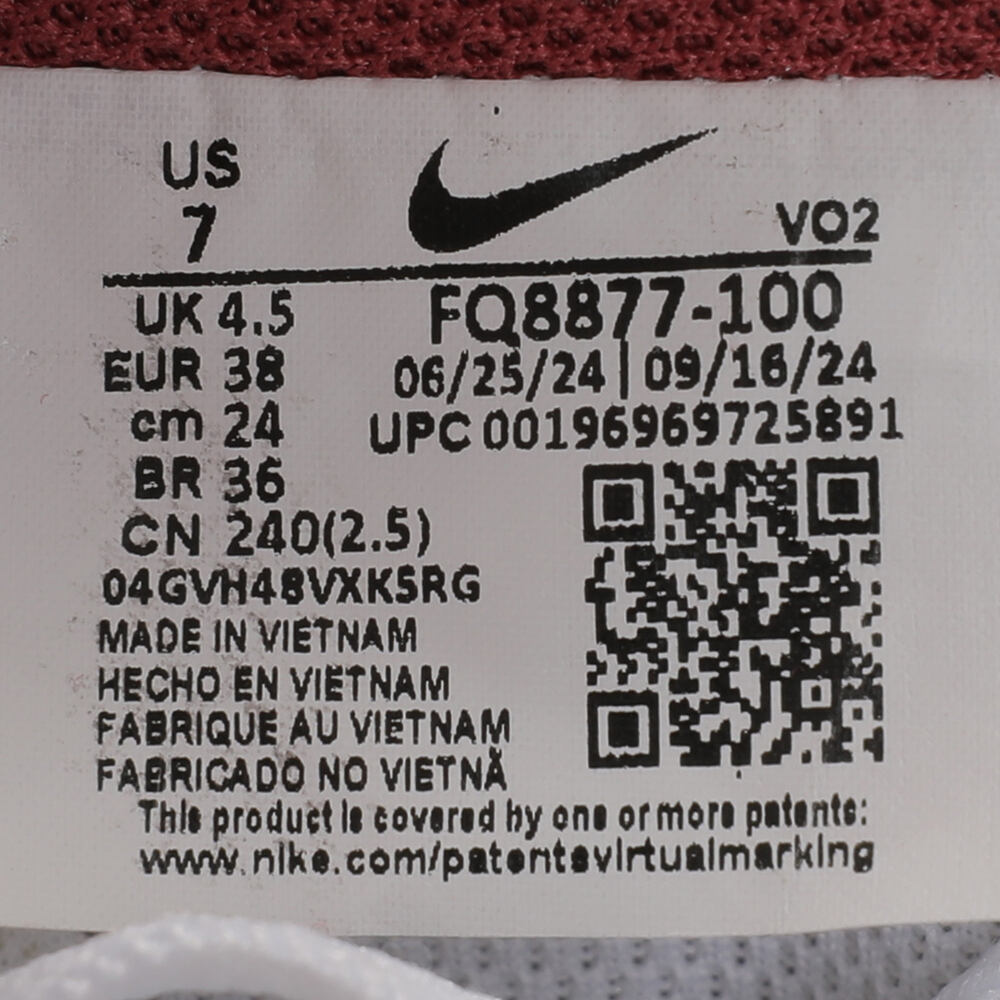 US
7
VO2
UK 4.5
FQ8877-100
EUR 38
06/25/24 | 09/16/24
cm 24
UPC 00196969725891
BR 36
CN 240(2.5)
04GVH48VXK5RG
MADE IN VIETNAM
HECHO EN VIETNAM
FABRIQUE AU VIETNAM
FABRICADO NO VIETNÃ
This product is covered by one or more patents:
www.nike.com/patentsvirtualmarking